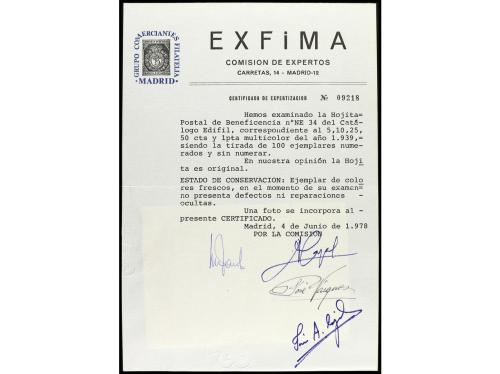 GRUPO COMERCIANTES FILATELIA
• MADRID •
EXFiMA
COMISION DE EXPERTOS
CARRETAS, 14 - MADRID-12
CERTIFICADO DE EXPERTIZACION № 09218
Hemos examinado la Hojita=
Postal de Beneficencia nºNE 34 del Catá
logo Edifil, correspondiente al 5,10,25,
50 cts y 1pta multicolor del año 1.939,=
siendo la tirada de 100 ejemplares nume-
rados y sin numerar.
En nuestra opinión la Hoji
ta es original.
ESTADO DE CONSERVACION: Ejemplar de colo
res frescos, en el momento de su examen=
no presenta defectos ni reparaciones =
ocultas.
Una foto se incorpora al -
presente CERTIFICADO.
Madrid, 4 de Junio de 1.978
POR LA COMISIÓN
José Vázquez